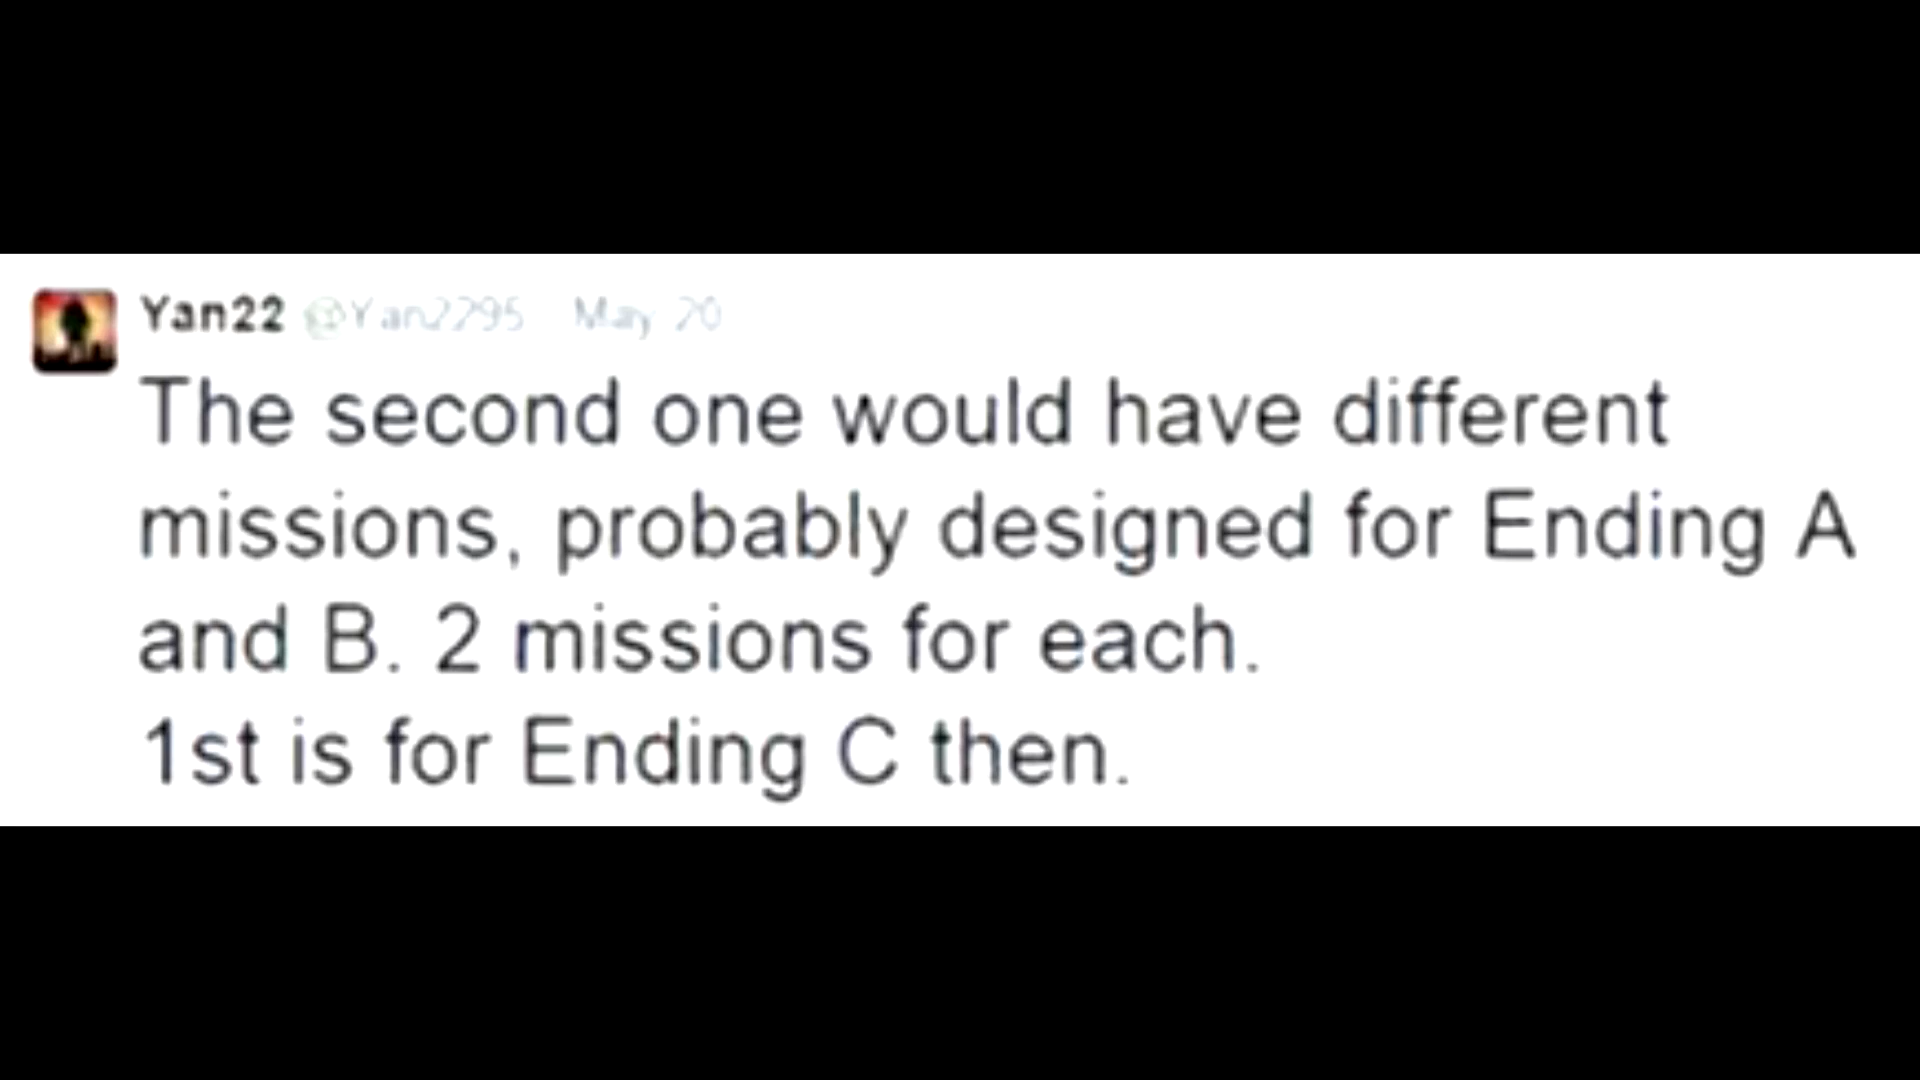 Yan22 @Yan2295 May 20
The second one would have different
missions, probably designed for Ending A
and B. 2 missions for each.
1st is for Ending C then.